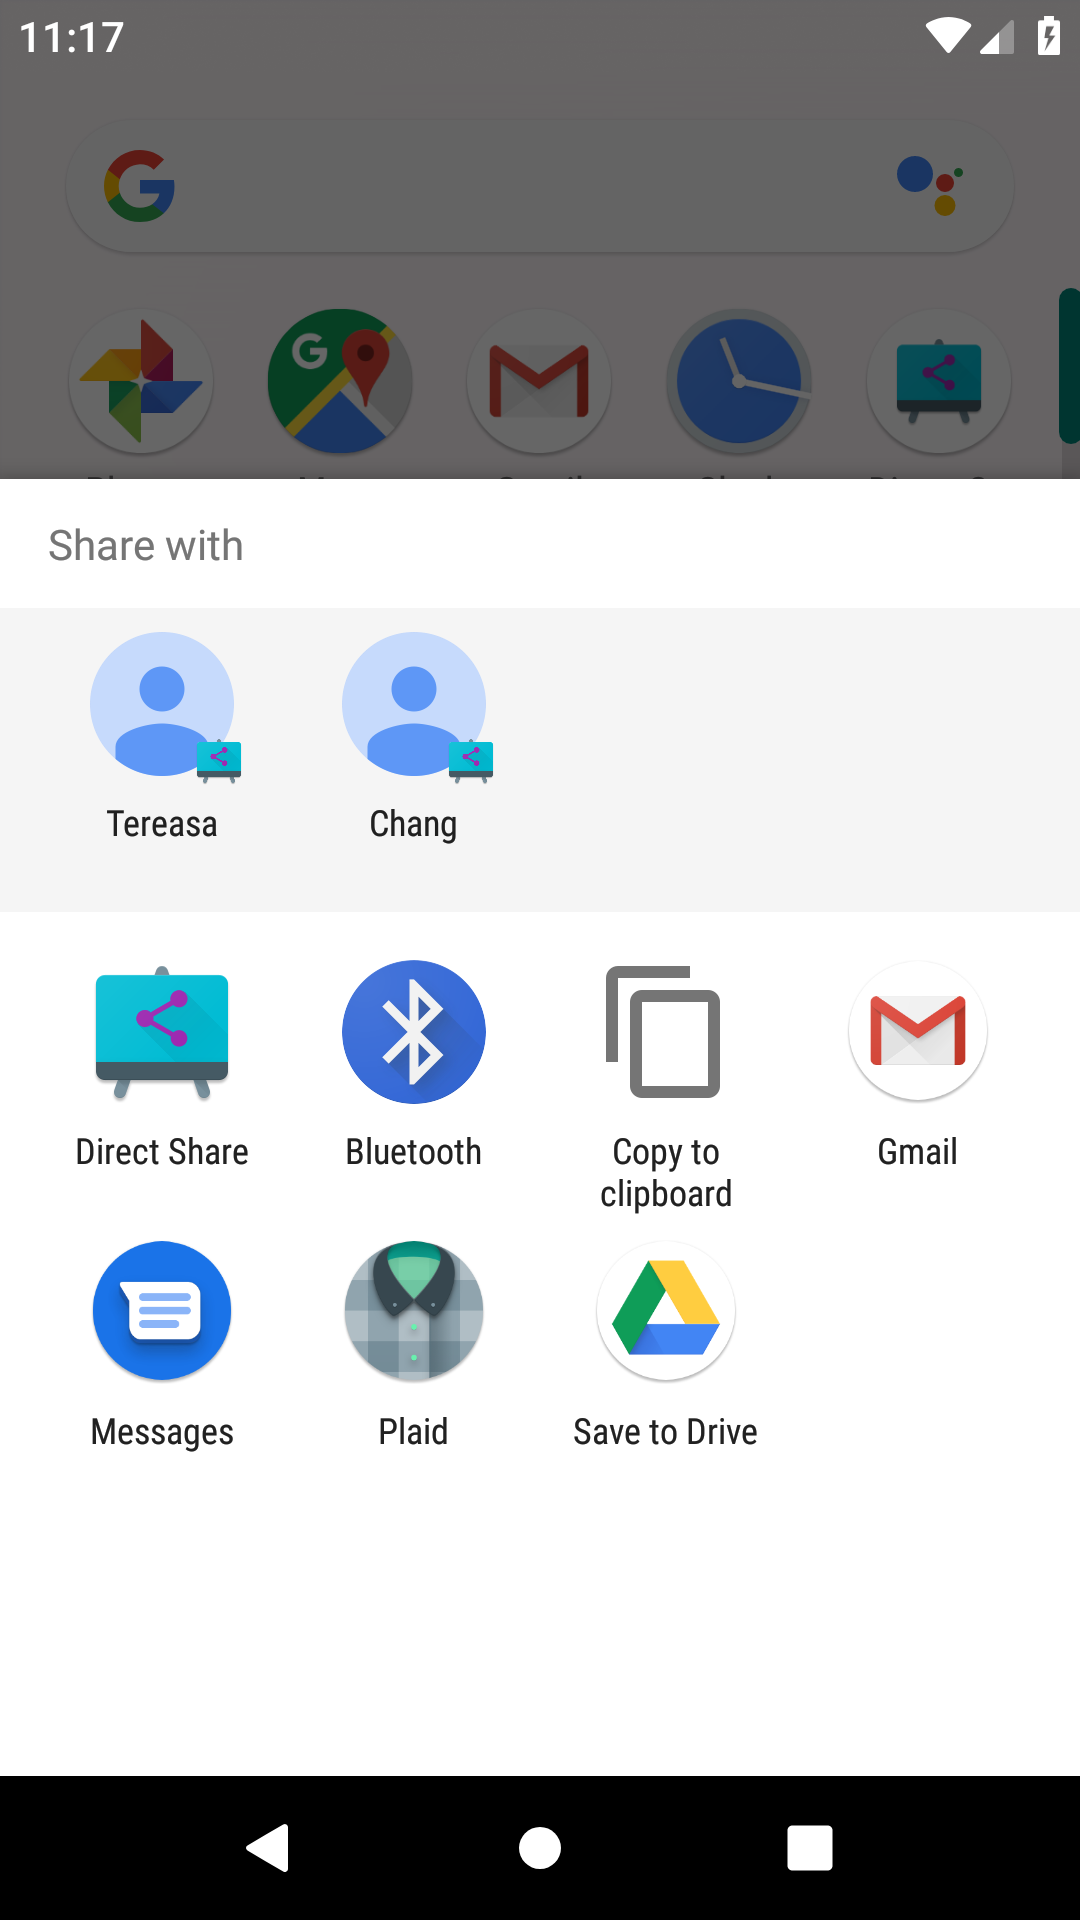 11:17
Share with
Tereasa
Chang
Direct Share
Bluetooth
Copy to
clipboard
Gmail
Messages
Plaid
Save to Drive